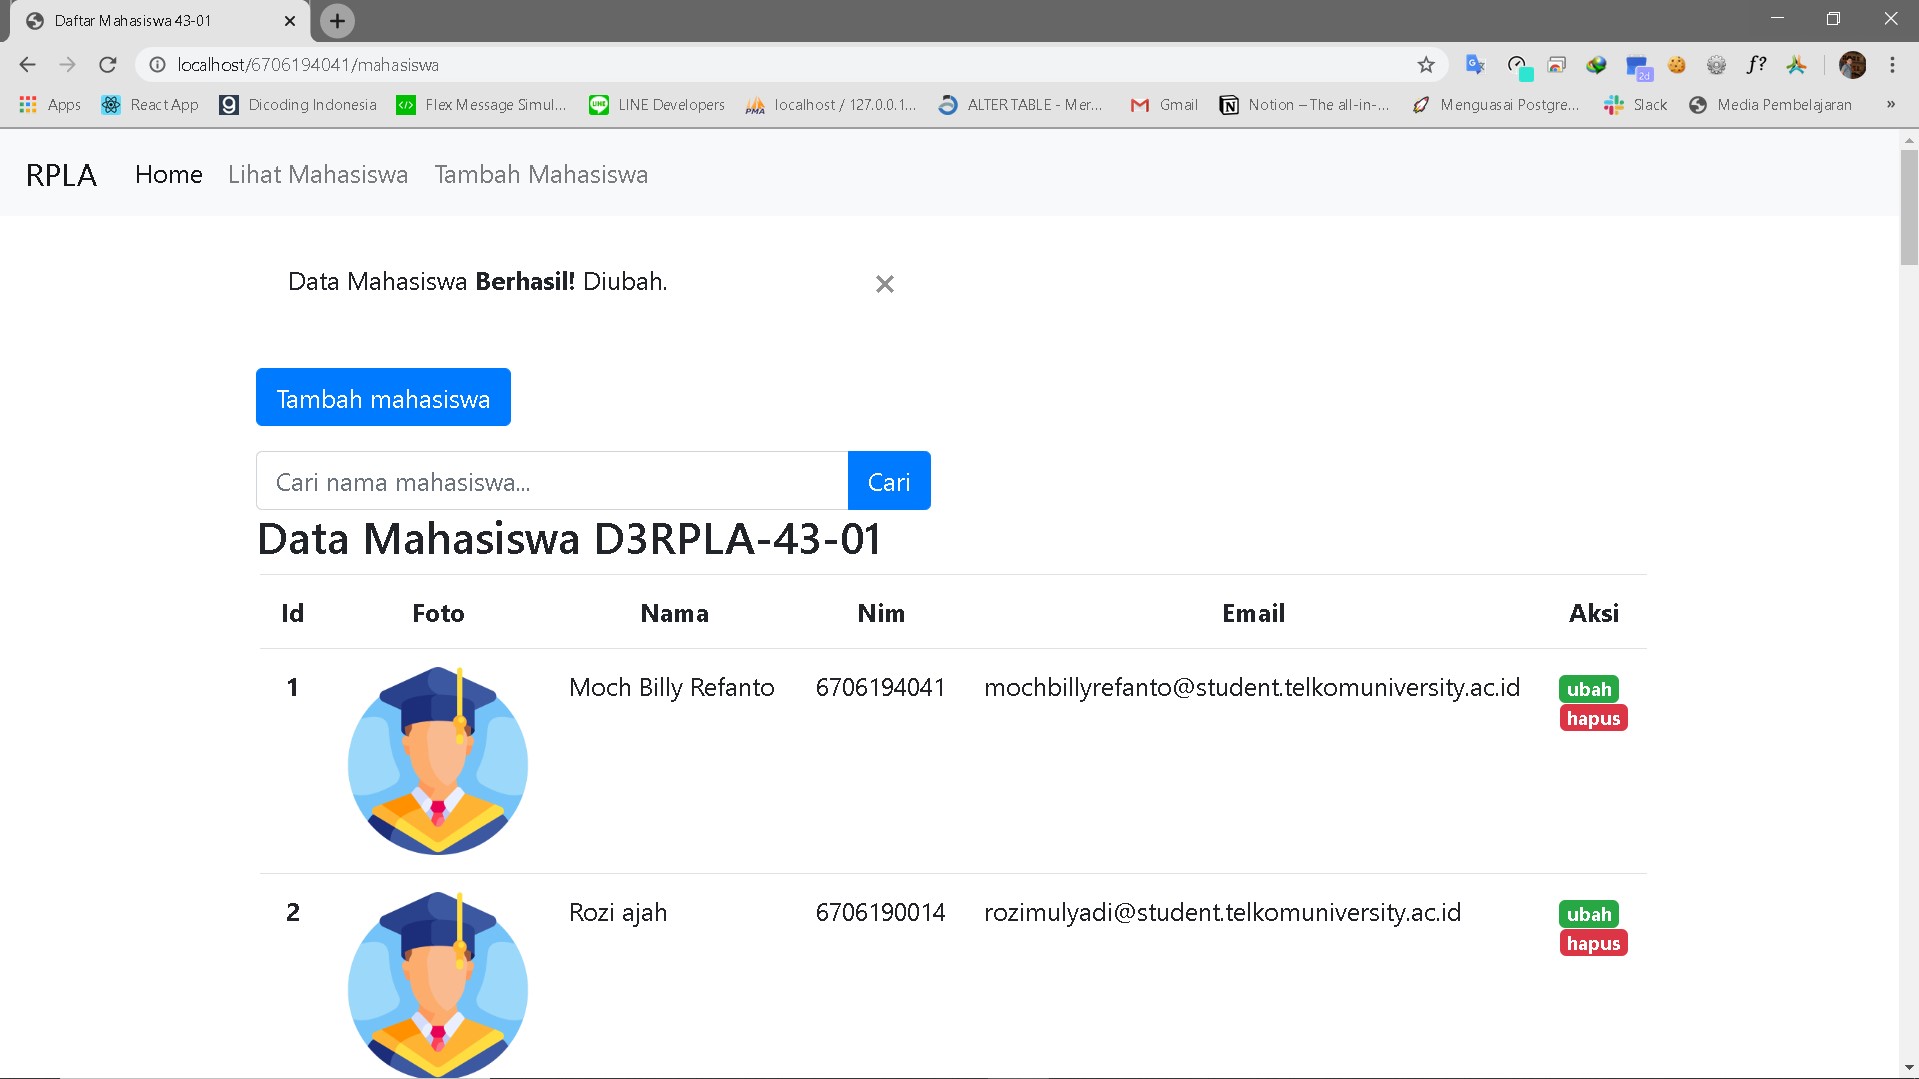 Daftar Mahasiswa 43-01
localhost/6706194041/mahasiswa
2d
f?
Apps React App Dicoding Indonesia Flex Message Simul... LINE Developers PMA localhost / 127.0.0.1... ALTER TABLE - Mer... Gmail Notion – The all-in-... Menguasai Postgre... Slack Media Pembelajaran »
RPLA Home Lihat Mahasiswa Tambah Mahasiswa
Data Mahasiswa Berhasil! Diubah. ×
Tambah mahasiswa
Cari nama mahasiswa... Cari
Data Mahasiswa D3RPLA-43-01
Id Foto Nama Nim Email Aksi
1 Moch Billy Refanto 6706194041 mochbillyrefanto@student.telkomuniversity.ac.id ubah
hapus
2 Rozi ajah 6706190014 rozimulyadi@student.telkomuniversity.ac.id ubah
hapus